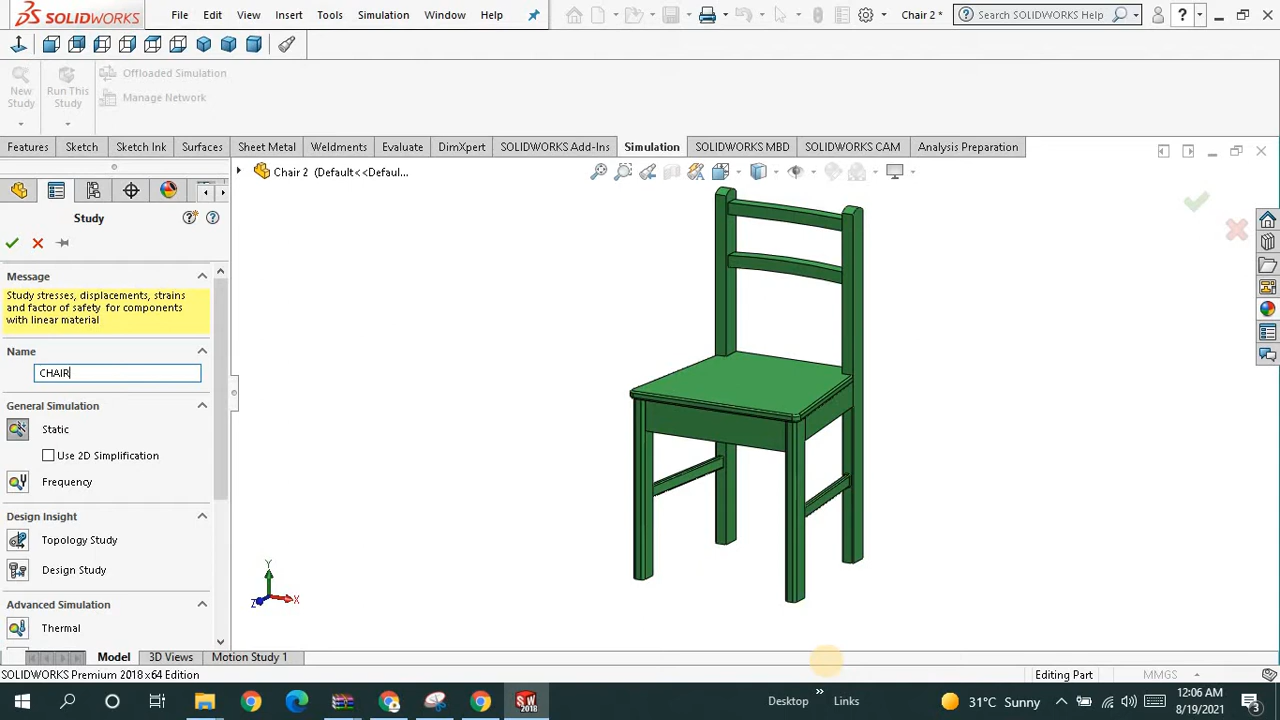 SOLIDWORKS File Edit View Insert Tools Simulation Window Help Chair 2 * Search SOLIDWORKS Help ?
New Study
Run This Study
Offloaded Simulation
Manage Network
Features Sketch Sketch Ink Surfaces Sheet Metal Weldments Evaluate DimXpert SOLIDWORKS Add-Ins Simulation SOLIDWORKS MBD SOLIDWORKS CAM Analysis Preparation
Chair 2 (Default<<Defaul...
Study
Message
Study stresses, displacements, strains
and factor of safety for components
with linear material
Name
CHAIR
General Simulation
Static
Use 2D Simplification
Frequency
Design Insight
Topology Study
Design Study
Advanced Simulation
Thermal
Y
Z X
Model 3D Views Motion Study 1
SOLIDWORKS Premium 2018 x64 Edition Editing Part MMGS
SW 2018 Desktop » Links 31°C Sunny 12:06 AM
8/19/2021
3